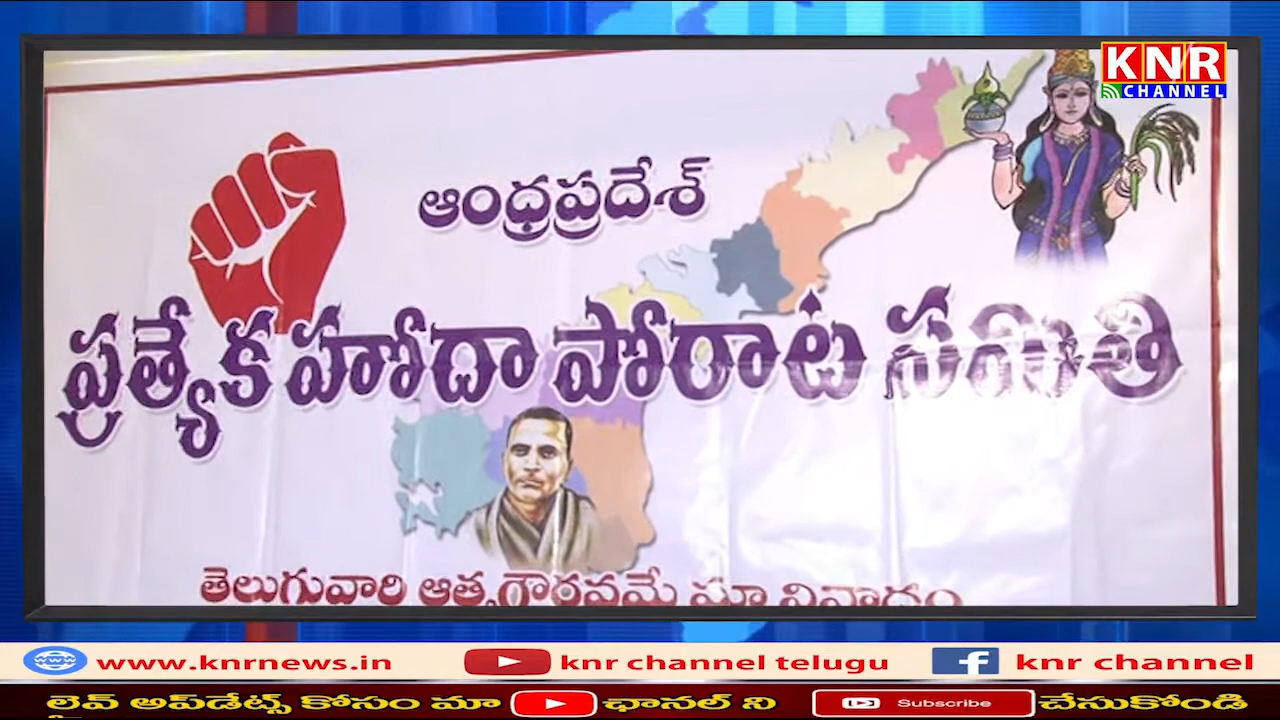 KNR
CHANNEL
ఆంధ్రప్రదేశ్
ప్రత్యేక హోదా పోరాట సమితి
తెలుగువారి ఆత్మగౌరవమే మా నినాదం
www.knrnews.in knr channel telugu knr channel
లైవ్ అప్‌డేట్స్ కోసం మా ఛానల్ ని Subscribe చేసుకోండి